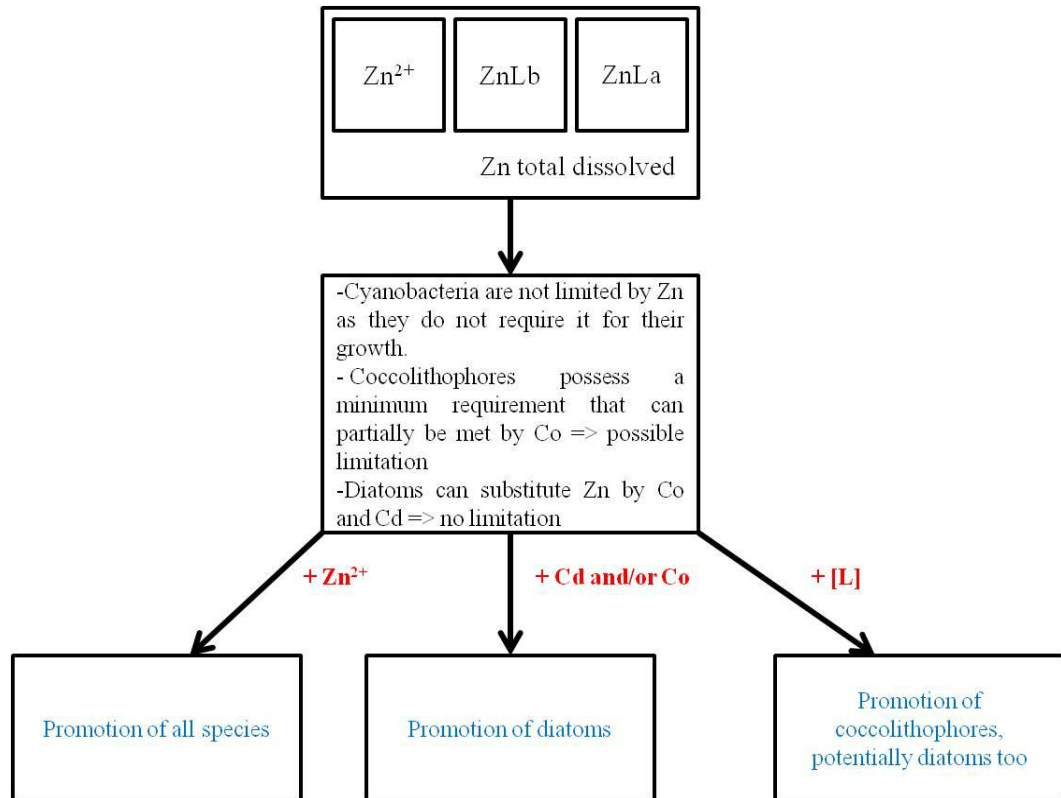 Zn²⁺ ZnLb ZnLa
Zn total dissolved
-Cyanobacteria are not limited by Zn
as they do not require it for their
growth.
- Coccolithophores possess a
minimum requirement that can
partially be met by Co => possible
limitation
-Diatoms can substitute Zn by Co
and Cd => no limitation
+ Zn²⁺ + Cd and/or Co + [L]
Promotion of all species
Promotion of diatoms
Promotion of
coccolithophores,
potentially diatoms too